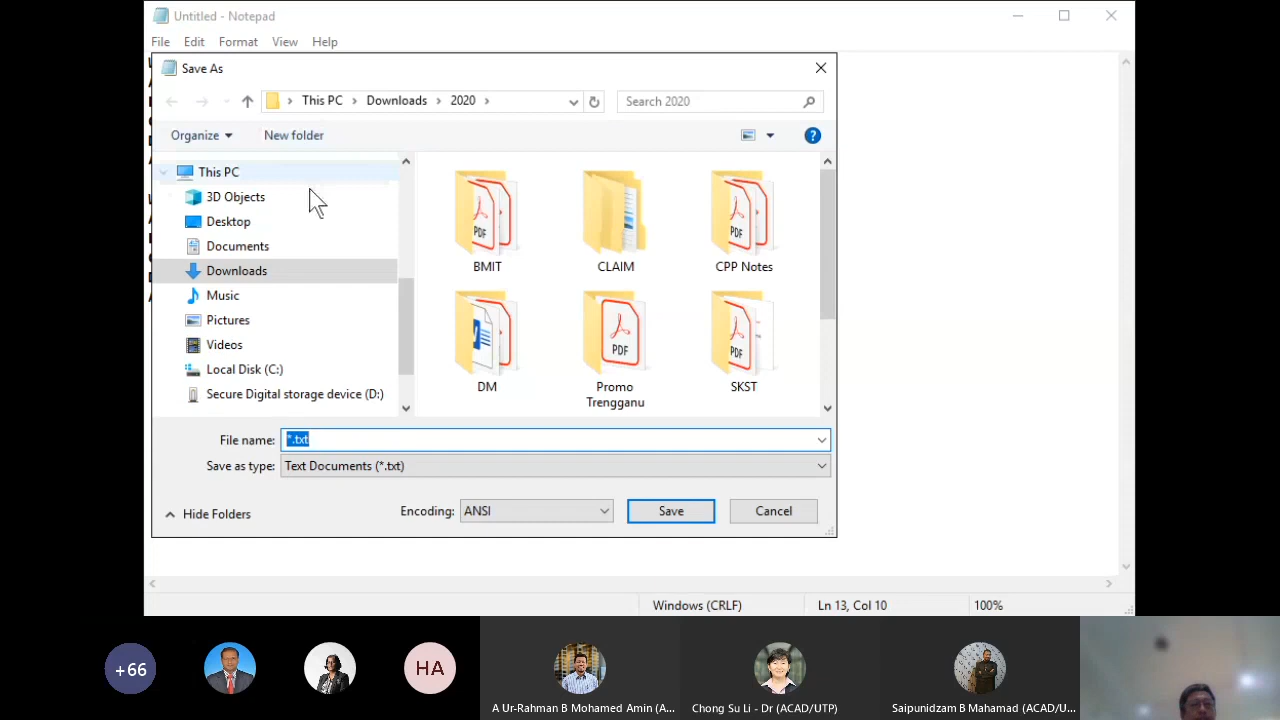 Untitled - Notepad
File Edit Format View Help
Save As
This PC Downloads 2020
Search 2020
Organize New folder
This PC
3D Objects
Desktop
Documents
Downloads
Music
Pictures
Videos
Local Disk (C:)
Secure Digital storage device (D:)
PDF
PDF
BMIT CLAIM CPP Notes
PDF
PDF
DM Promo SKST
Trengganu
File name: *.txt
Save as type: Text Documents (*.txt)
Hide Folders
Encoding: ANSI Save Cancel
Windows (CRLF) Ln 13, Col 10 100%
+66 HA
A Ur-Rahman B Mohamed Amin (A...
Chong Su Li - Dr (ACAD/UTP)
Saipunidzam B Mahamad (ACAD/U...